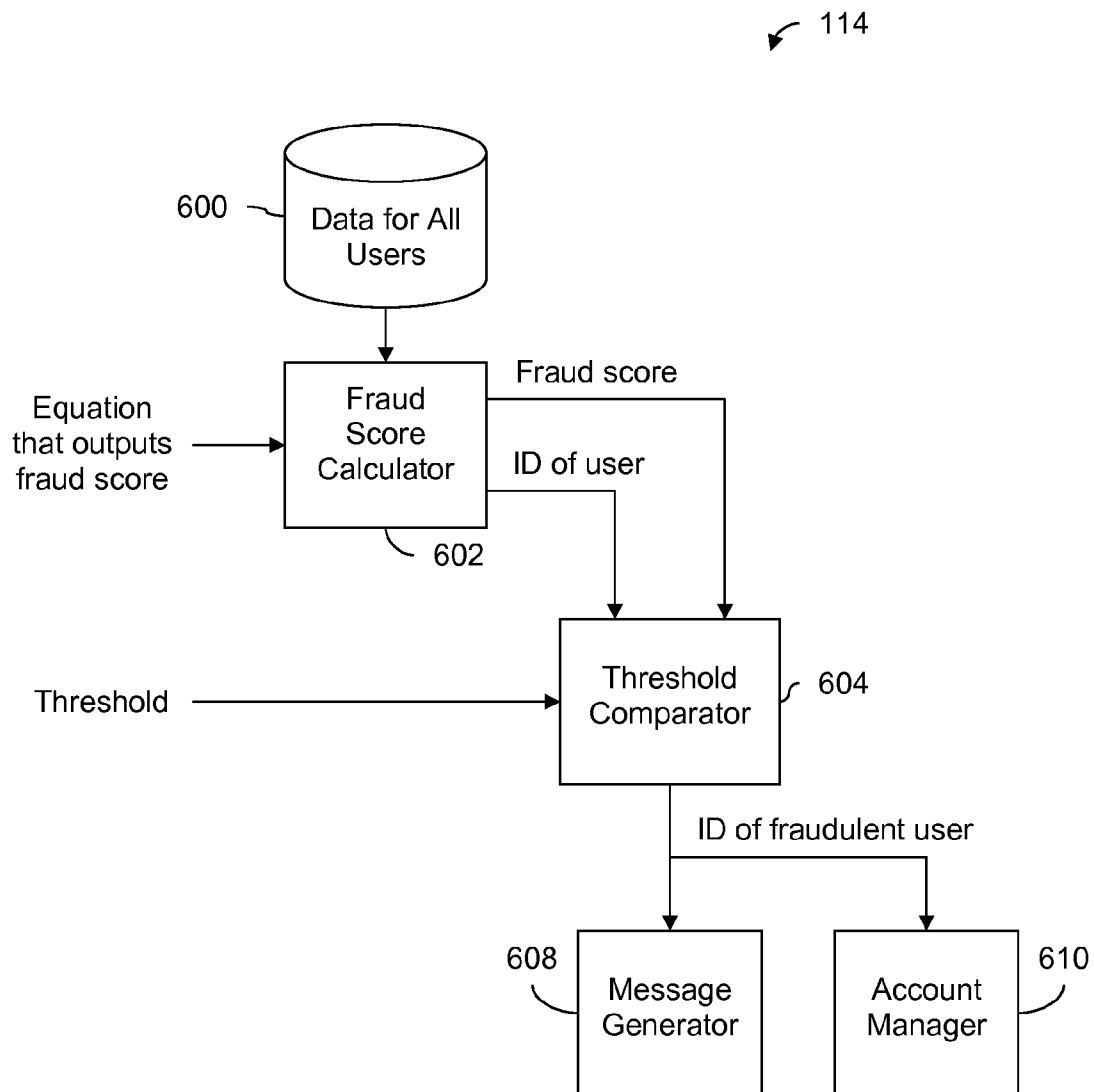 114
600
Data for All
Users
Fraud score
Equation
that outputs
fraud score
Fraud
Score
Calculator
ID of user
602
Threshold
Threshold
Comparator
604
ID of fraudulent user
608
Message
Generator
Account
Manager
610